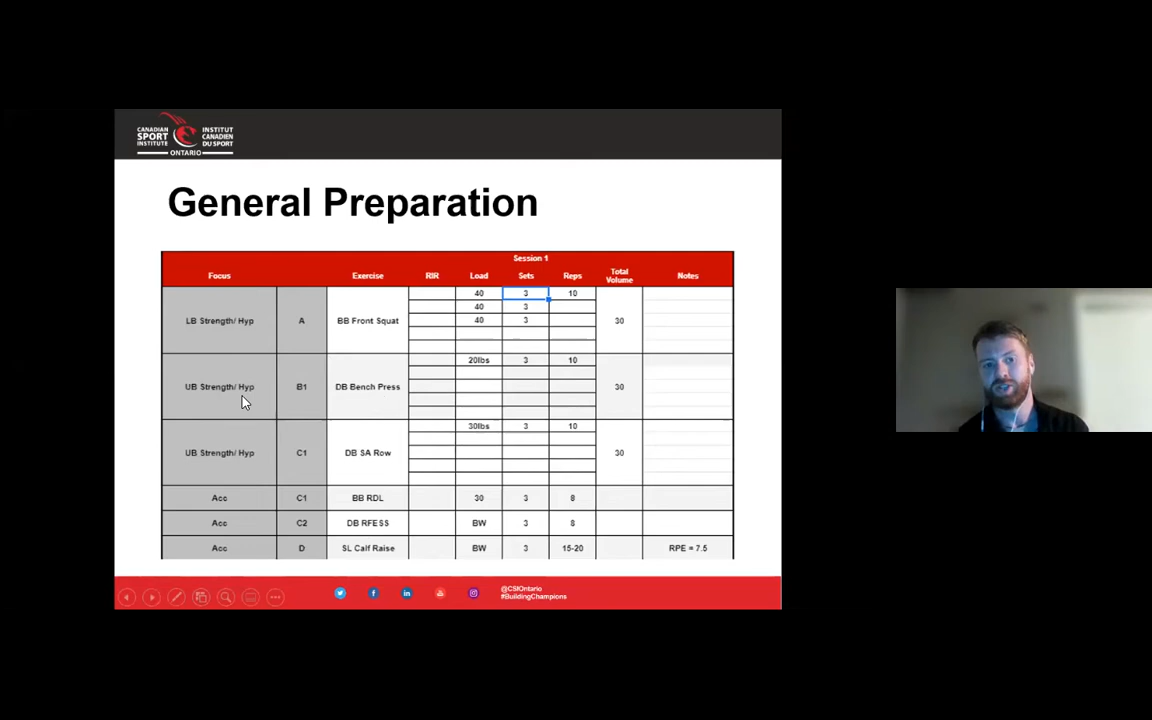 CANADIAN INSTITUT
SPORT CANADIEN
INSTITUTE DU SPORT
ONTARIO
General Preparation
Session 1
Focus Exercise RIR Load Sets Reps Total Volume Notes
40 3 10
40 3
LB Strength/ Hyp A BB Front Squat 40 3 30
20lbs 3 10
UB Strength/ Hyp B1 DB Bench Press 30
30lbs 3 10
UB Strength/ Hyp C1 DB SA Row 30
Acc C1 BB RDL 30 3 8
Acc C2 DB RFESS BW 3 8
Acc D SL Calf Raise BW 3 15-20 RPE = 7.5
@CSIOntario
#BuildingChampions